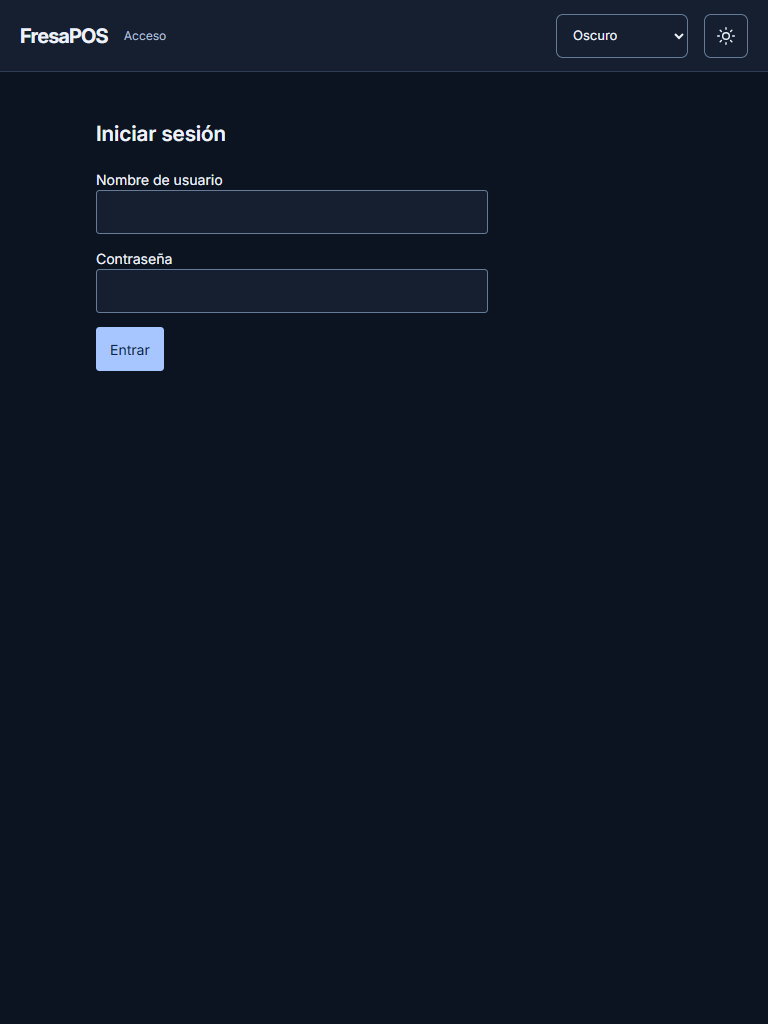 FresaPOS Acceso Oscuro
Iniciar sesión
Nombre de usuario
Contraseña
Entrar